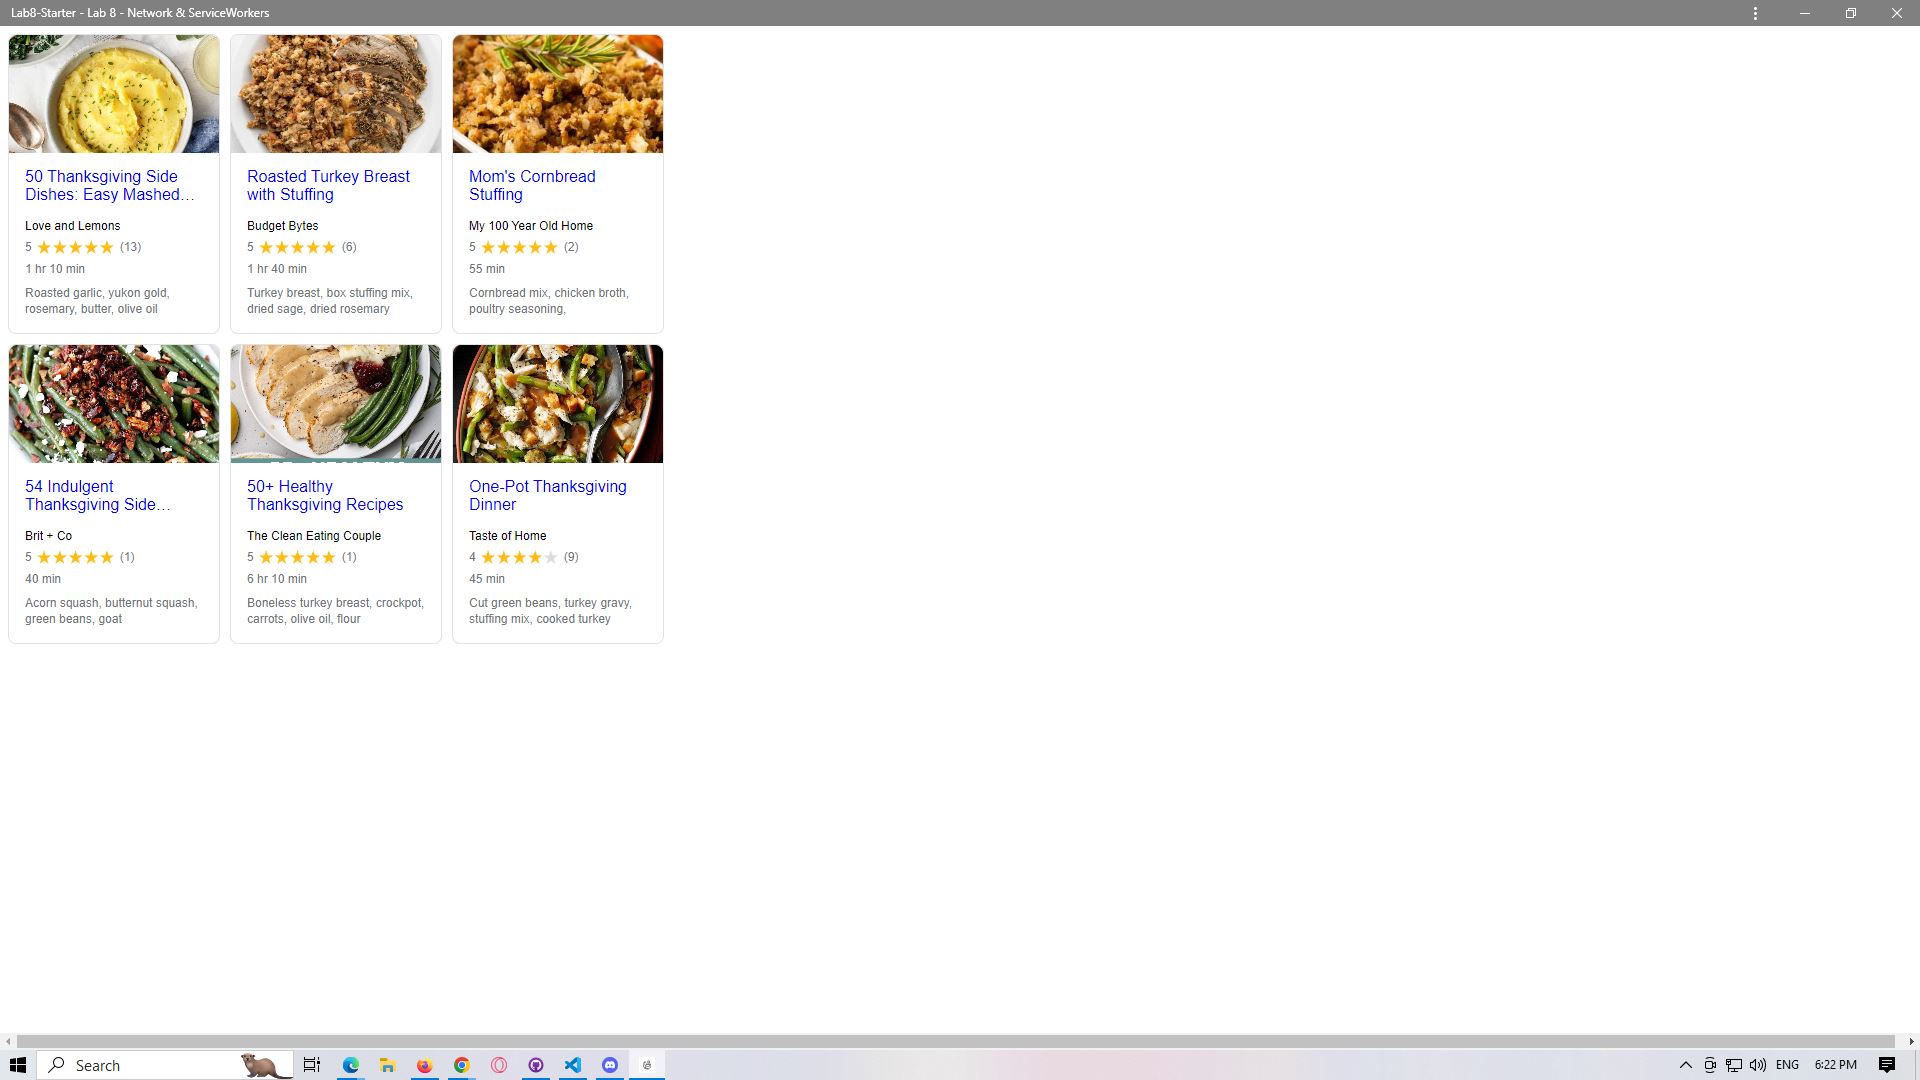 Lab8-Starter - Lab 8 - Network & ServiceWorkers
50 Thanksgiving Side
Dishes: Easy Mashed…
Love and Lemons
5 (13)
1 hr 10 min
Roasted garlic, yukon gold,
rosemary, butter, olive oil
Roasted Turkey Breast
with Stuffing
Budget Bytes
5 (6)
1 hr 40 min
Turkey breast, box stuffing mix,
dried sage, dried rosemary
Mom's Cornbread
Stuffing
My 100 Year Old Home
5 (2)
55 min
Cornbread mix, chicken broth,
poultry seasoning,
54 Indulgent
Thanksgiving Side…
Brit + Co
5 (1)
40 min
Acorn squash, butternut squash,
green beans, goat
50+ Healthy
Thanksgiving Recipes
The Clean Eating Couple
5 (1)
6 hr 10 min
Boneless turkey breast, crockpot,
carrots, olive oil, flour
One-Pot Thanksgiving
Dinner
Taste of Home
4 (9)
45 min
Cut green beans, turkey gravy,
stuffing mix, cooked turkey
Search
ENG
6:22 PM